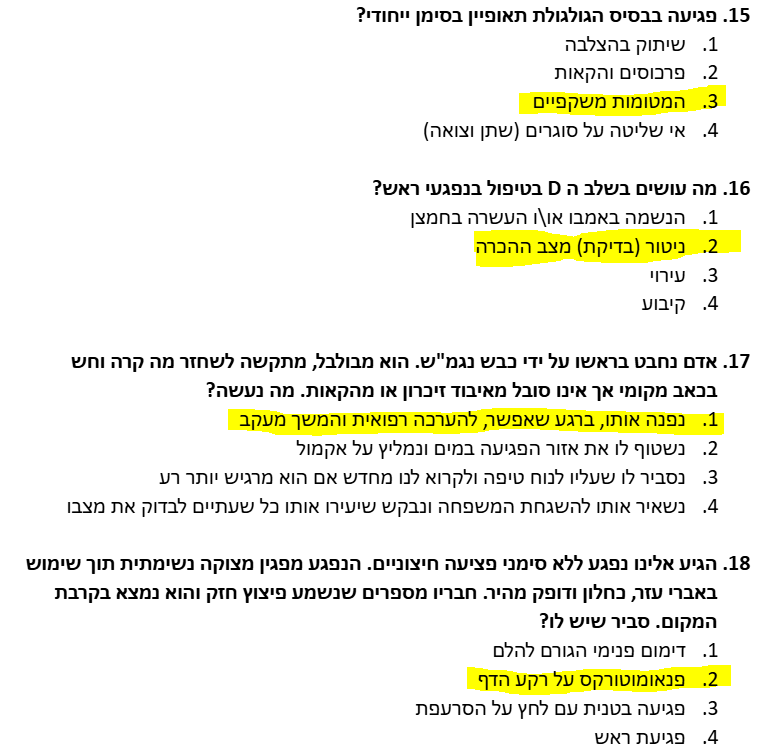 15. פגיעה בבסיס הגולגולת תאופיין בסימן ייחודי?
1. שיתוק בהצלבה
2. פרכוסים והקאות
3. המטומות משקפיים
4. אי שליטה על סוגרים (שתן וצואה)
16. מה עושים בשלב ה D בטיפול בנפגעי ראש?
1. הנשמה באמבו או\ו העשרה בחמצן
2. ניטור (בדיקת) מצב ההכרה
3. עירוי
4. קיבוע
17. אדם נחבט בראשו על ידי כבש נגמ"ש. הוא מבולבל, מתקשה לשחזר מה קרה וחש
בכאב מקומי אך אינו סובל מאיבוד זיכרון או מהקאות. מה נעשה?
1. נפנה אותו, ברגע שאפשר, להערכה רפואית והמשך מעקב
2. נשטוף לו את אזור הפגיעה במים ונמליץ על אקמול
3. נסביר לו שעליו לנוח טיפה ולקרוא לנו מחדש אם הוא מרגיש יותר רע
4. נשאיר אותו להשגחת המשפחה ונבקש שיעירו אותו כל שעתיים לבדוק את מצבו
18. הגיע אלינו נפגע ללא סימני פציעה חיצוניים. הנפגע מפגין מצוקה נשימתית תוך שימוש
באברי עזר, כחלון ודופק מהיר. חבריו מספרים שנשמע פיצוץ חזק והוא נמצא בקרבת
המקום. סביר שיש לו?
1. דימום פנימי הגורם להלם
2. פנאומוטורקס על רקע הדף
3. פגיעה בטנית עם לחץ על הסרעפת
4. פגיעת ראש